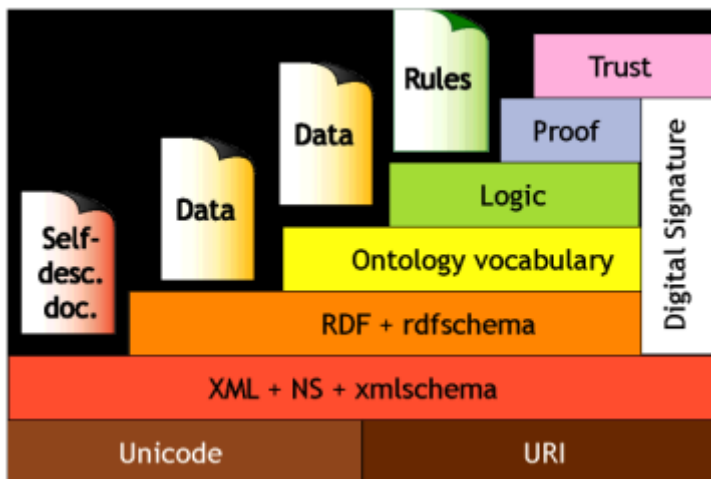 Rules
Trust
Data
Proof
Data
Logic
Self-
desc.
doc.
Ontology vocabulary
Digital Signature
RDF + rdfschema
XML + NS + xmlschema
Unicode
URI